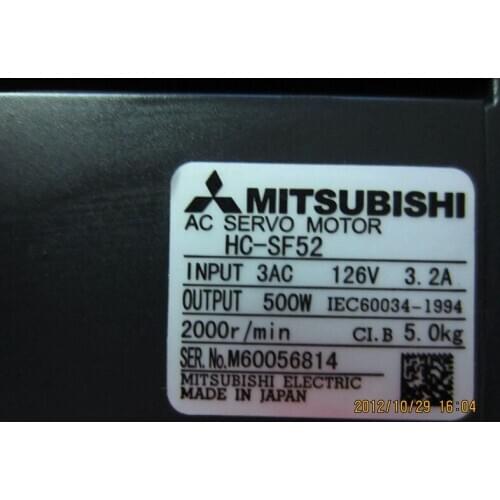 MITSUBISHI
AC SERVO MOTOR
HC-SF52
INPUT 3AC 126V 3.2A
OUTPUT 500W IEC60034-1994
2000r/min CI.B 5.0kg
SER.No.M60056814
MITSUBISHI ELECTRIC
MADE IN JAPAN
2012/10/29 16:04